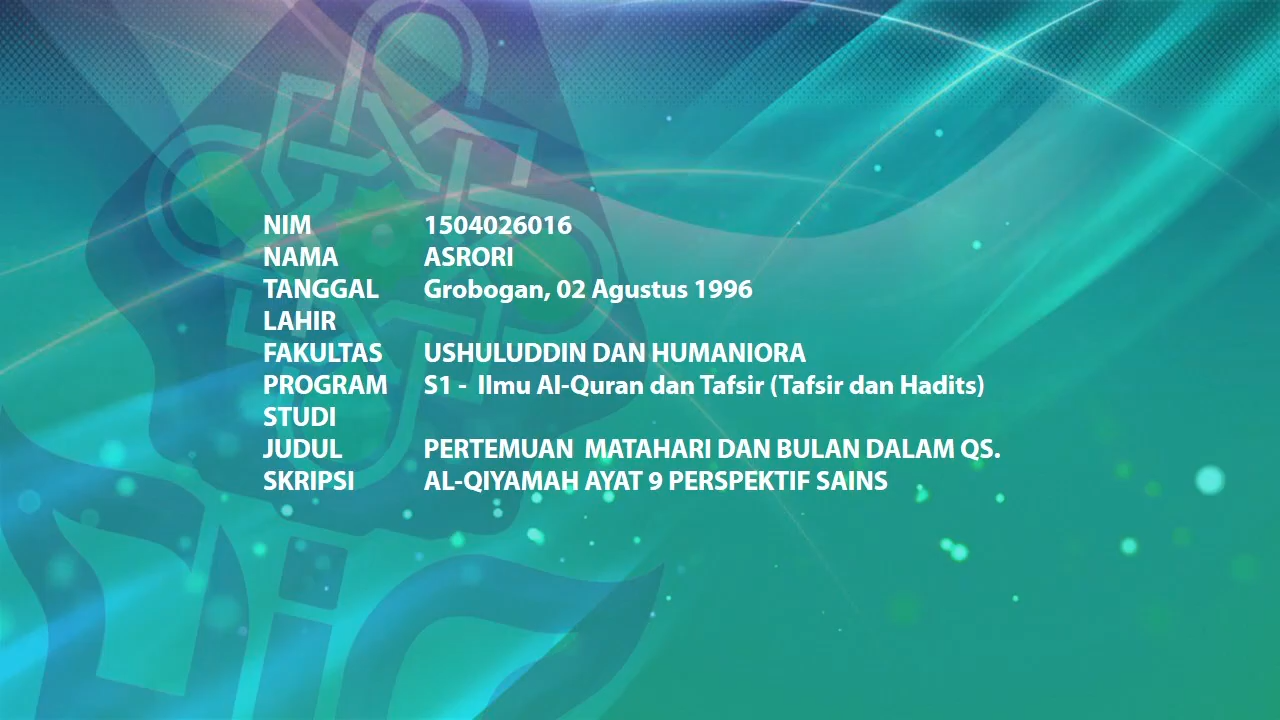 NIM 1504026016
NAMA ASRORI
TANGGAL Grobogan, 02 Agustus 1996
LAHIR
FAKULTAS USHULUDDIN DAN HUMANIORA
PROGRAM S1 - Ilmu Al-Quran dan Tafsir (Tafsir dan Hadits)
STUDI
JUDUL PERTEMUAN MATAHARI DAN BULAN DALAM QS.
SKRIPSI AL-QIYAMAH AYAT 9 PERSPEKTIF SAINS